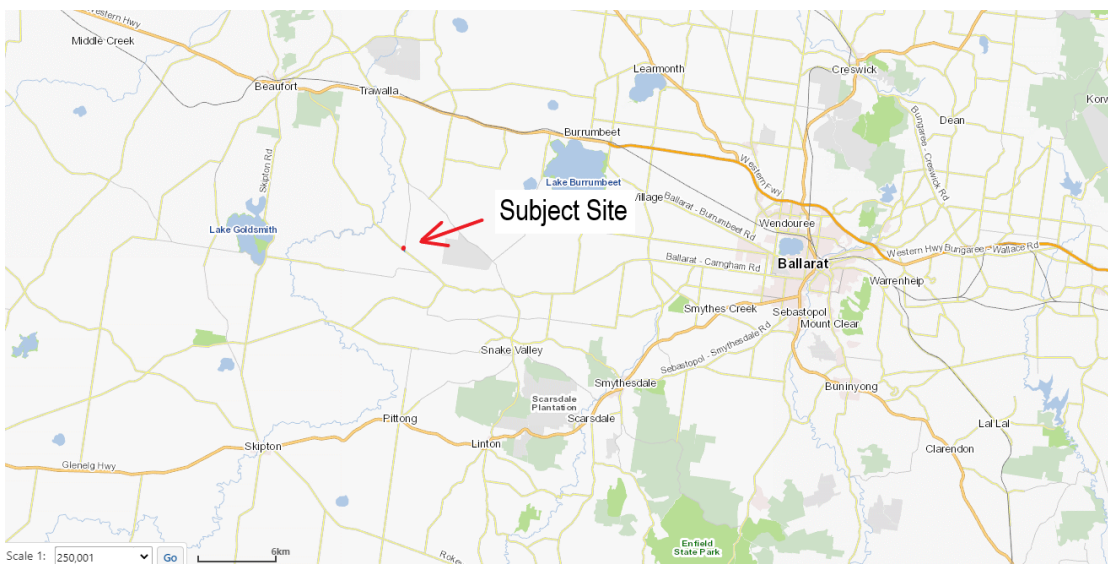 Western Hwy
Middle Creek
Beaufort
Trawalla
Learmonth
Creswick
Dean
Bungaree - Creswick Rd
Burrumbeet
Western Fwy
Skipton Rd
Lake Burrumbeet
Subject Site
Village
Ballarat - Burrumbeet Rd
Wendouree
Lake Goldsmith
Ballarat - Carngham Rd
Ballarat
Western Hwy
Bungaree - Wallace Rd
Warrenheip
Smythes Creek
Sebastopol
Mount Clear
Snake Valley
Sebastopol - Smythesdale Rd
Smythesdale
Buninyong
Scarsdale
Plantation
Pittong
Scarsdale
Lal Lal
Skipton
Linton
Clarendon
Glenelg Hwy
Enfield
State Park
Scale 1: 250,001 Go
6km